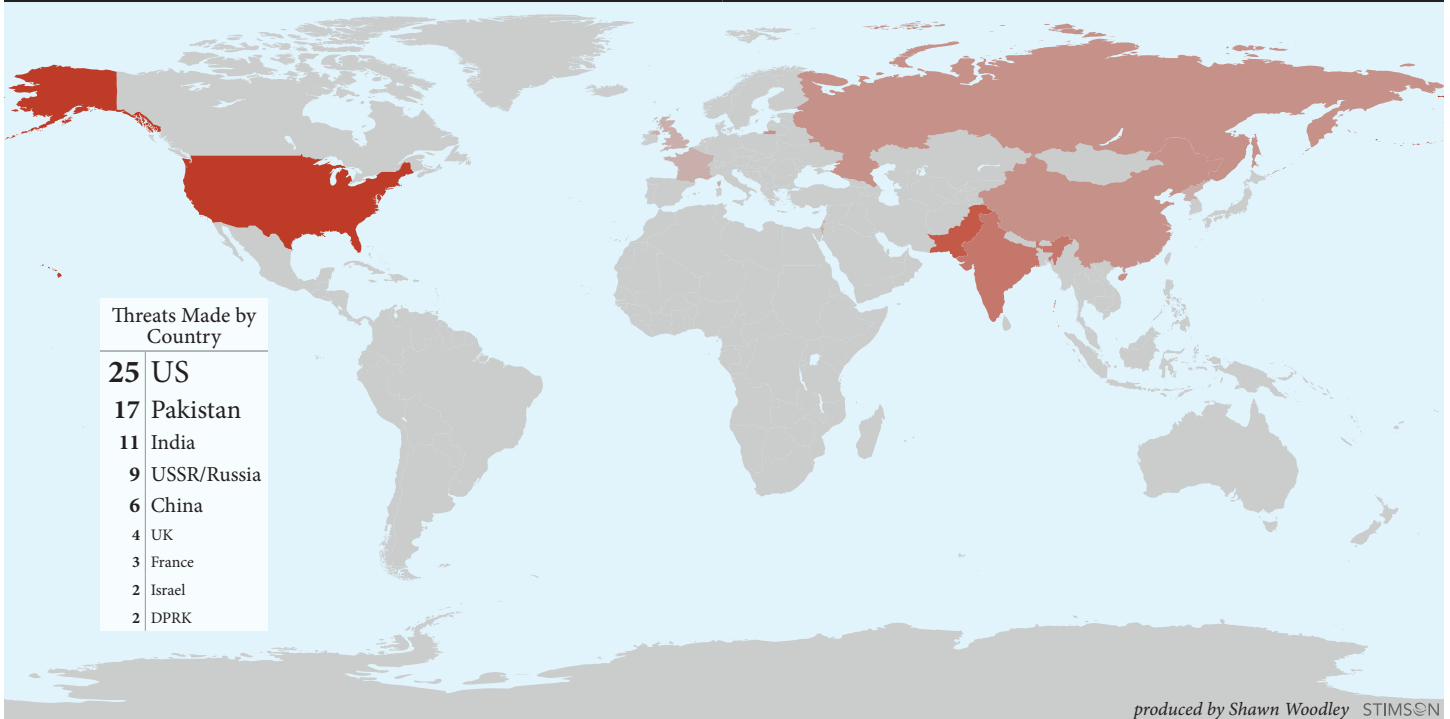 Threats Made by
Country
25 US
17 Pakistan
11 India
9 USSR/Russia
6 China
4 UK
3 France
2 Israel
2 DPRK
produced by Shawn Woodley STIMSON